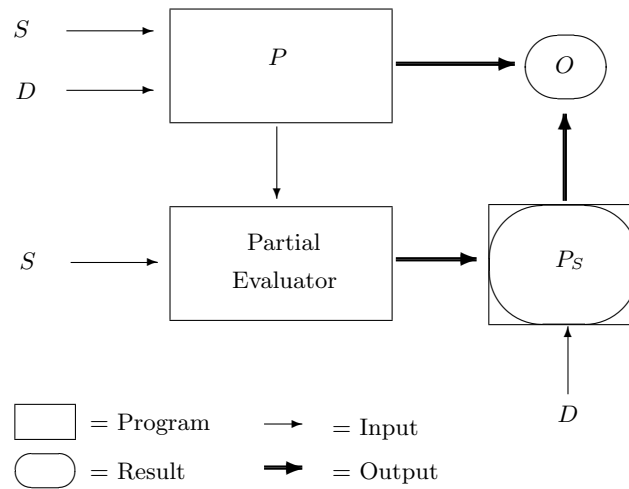 S
P
O
D
Partial
Evaluator
S
P_S
D
= Program
= Input
= Result
= Output